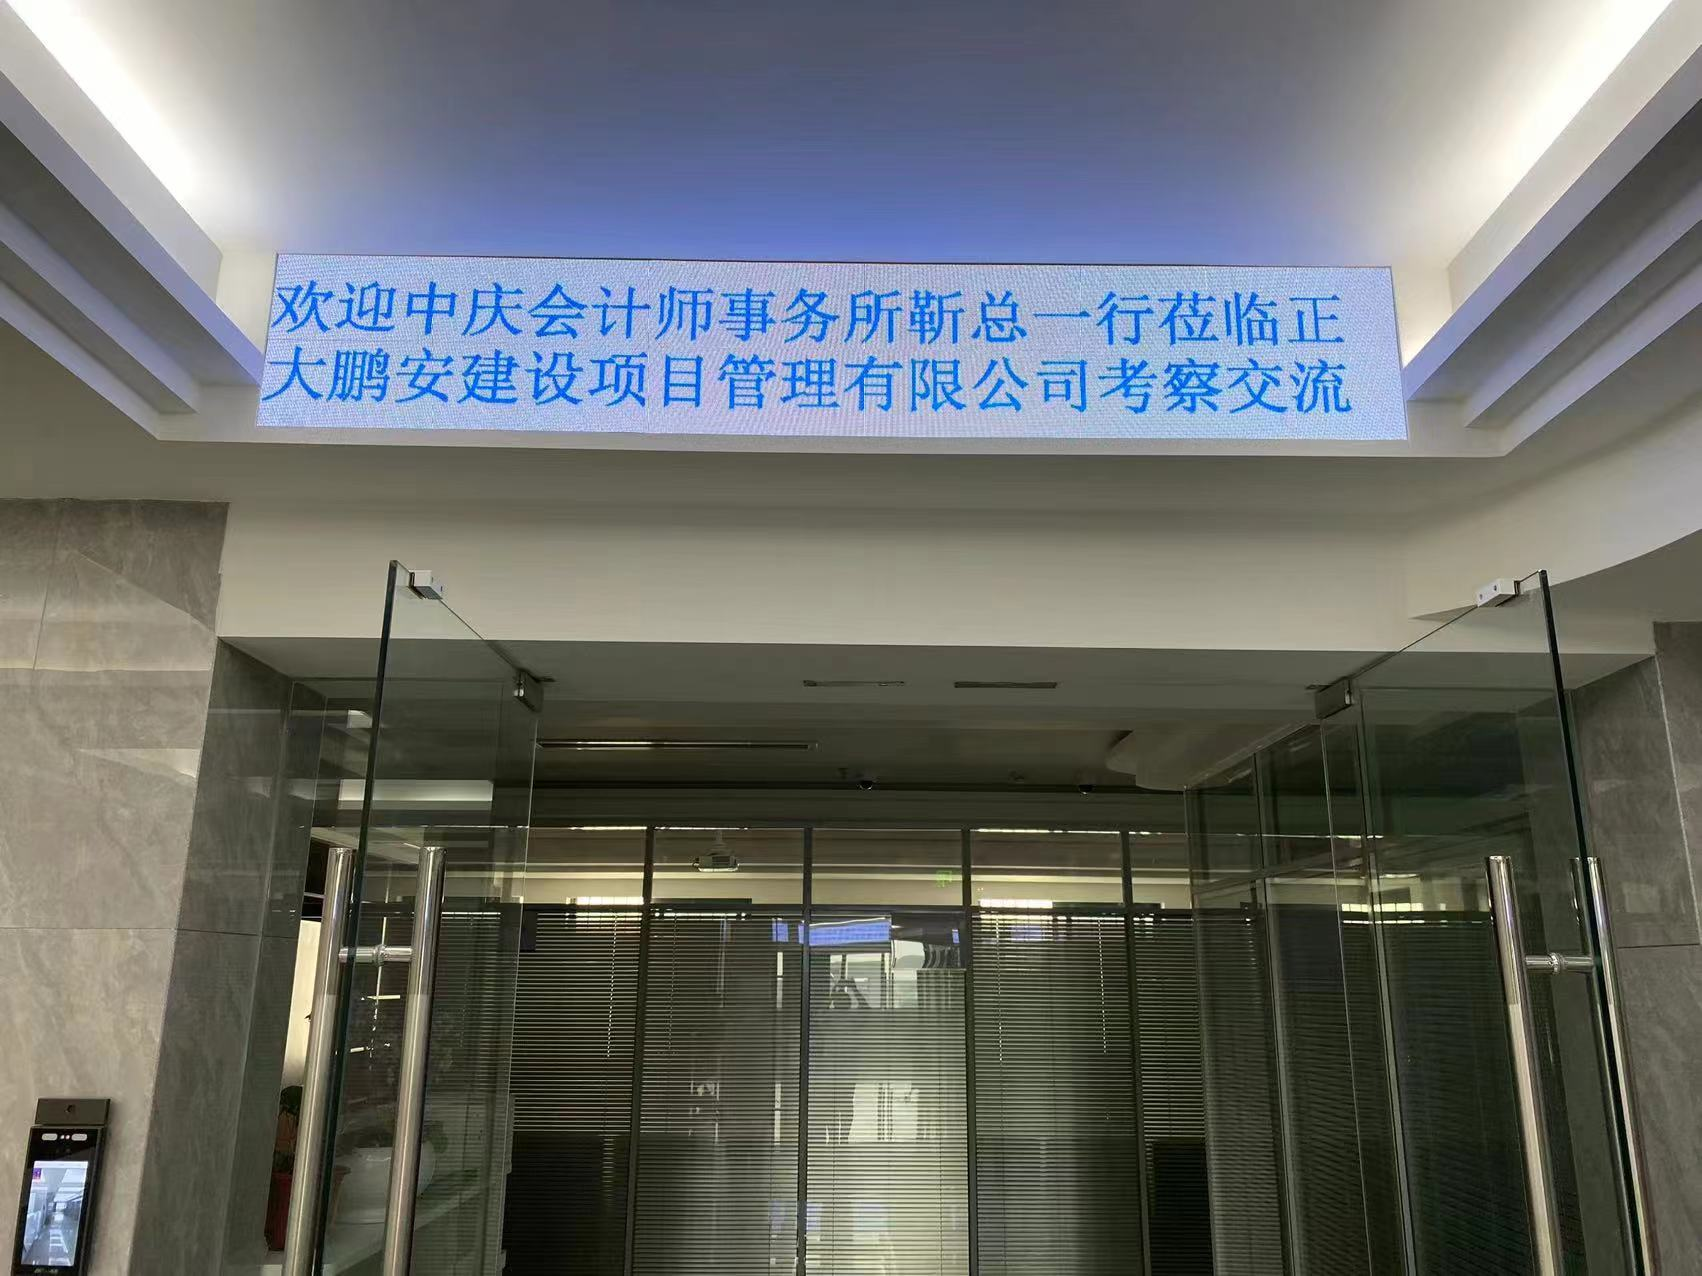 欢迎中庆会计师事务所靳总一行莅临正
大鹏安建设项目管理有限公司考察交流